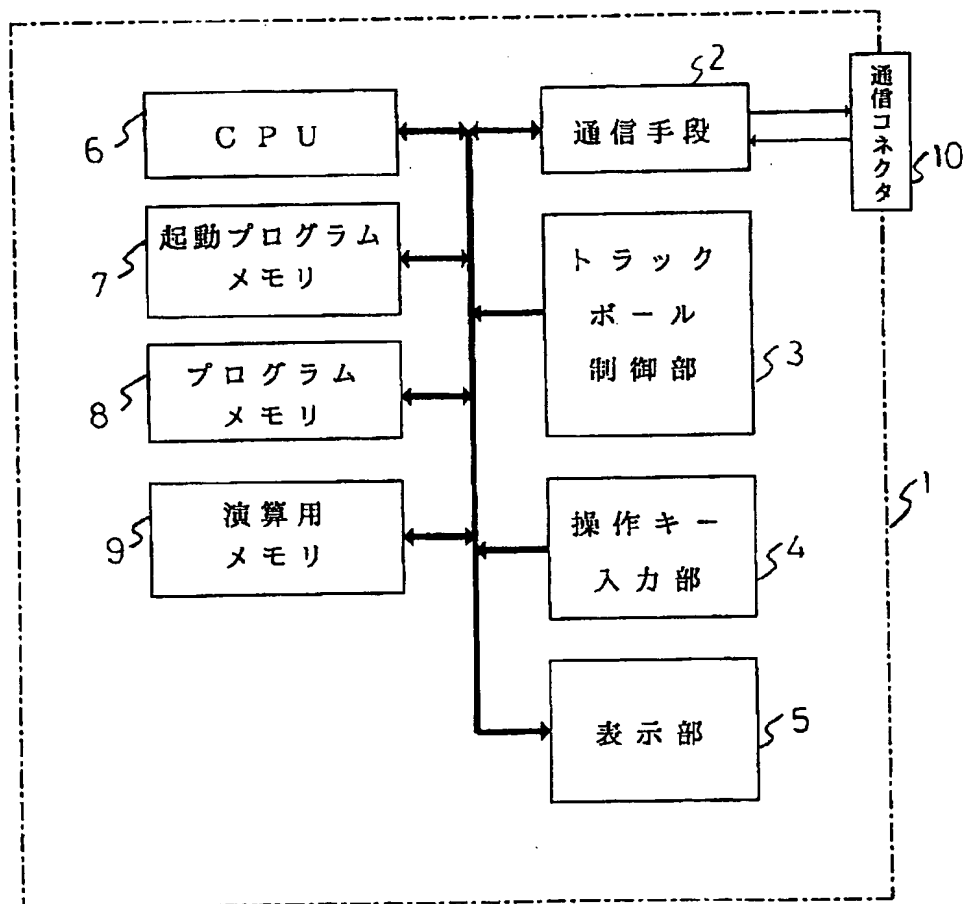 2
通信コネクタ
10
6
CPU
通信手段
7
起動プログラム
メモリ
トラック
ボール
制御部
3
8
プログラム
メモリ
9
演算用
メモリ
操作キー
入力部
4
1
表示部
5